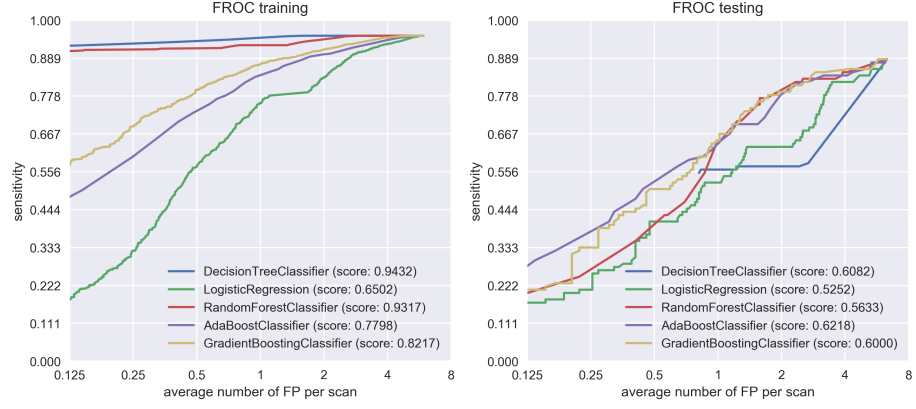 FROC training
1.000
0.889
0.778
0.667
0.556
0.444
0.333
0.222
0.111
0.000
sensitivity
DecisionTreeClassifier (score: 0.9432)
LogisticRegression (score: 0.6502)
RandomForestClassifier (score: 0.9317)
AdaBoostClassifier (score: 0.7798)
GradientBoostingClassifier (score: 0.8217)
0.125 0.25 0.5 1 2 4 8
average number of FP per scan
FROC testing
1.000
0.889
0.778
0.667
0.556
0.444
0.333
0.222
0.111
0.000
sensitivity
DecisionTreeClassifier (score: 0.6082)
LogisticRegression (score: 0.5252)
RandomForestClassifier (score: 0.5633)
AdaBoostClassifier (score: 0.6218)
GradientBoostingClassifier (score: 0.6000)
0.125 0.25 0.5 1 2 4 8
average number of FP per scan